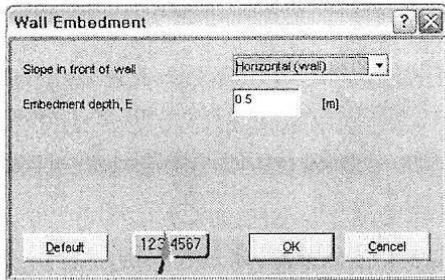 Wall Embedment
Slope in front of wall Horizontal (wall)
Embedment depth, E 0.5 [m]
Default 1234567 OK Cancel